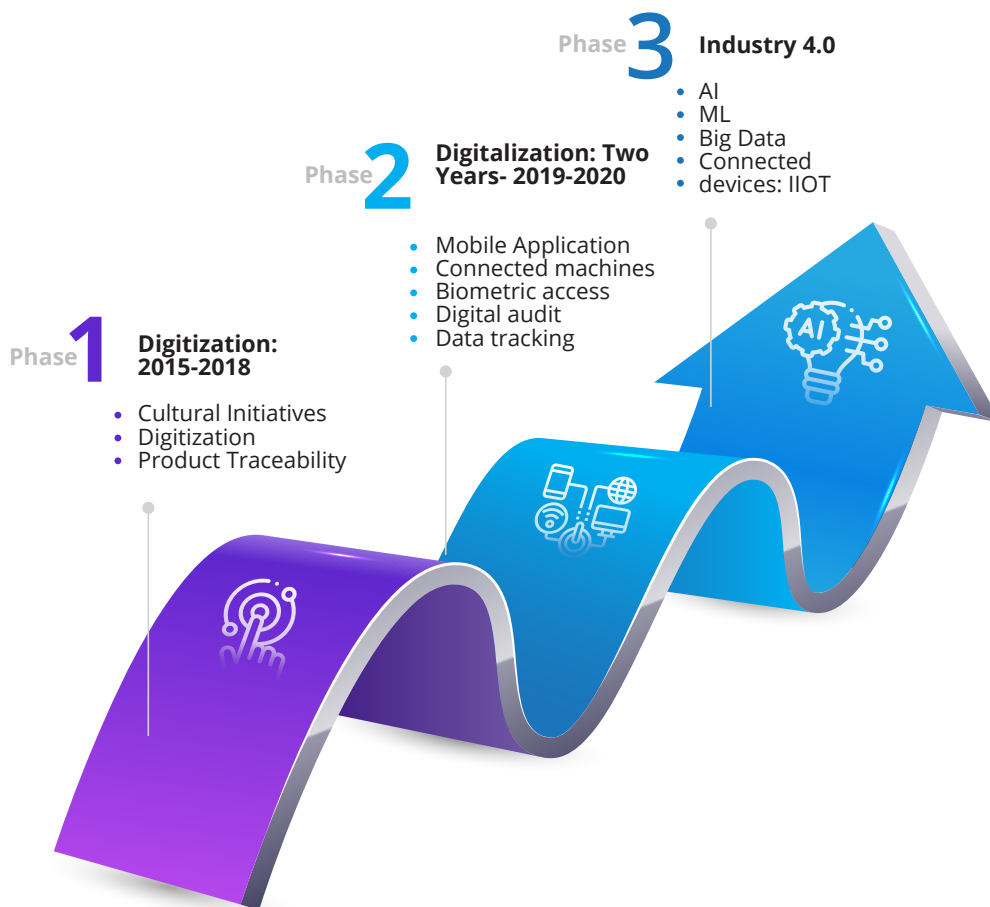 Phase 1
Digitization:
2015-2018
• Cultural Initiatives
• Digitization
• Product Traceability
Phase 2
Digitalization: Two
Years- 2019-2020
• Mobile Application
• Connected machines
• Biometric access
• Digital audit
• Data tracking
Phase 3
Industry 4.0
• AI
• ML
• Big Data
• Connected
• devices: IIOT
AI